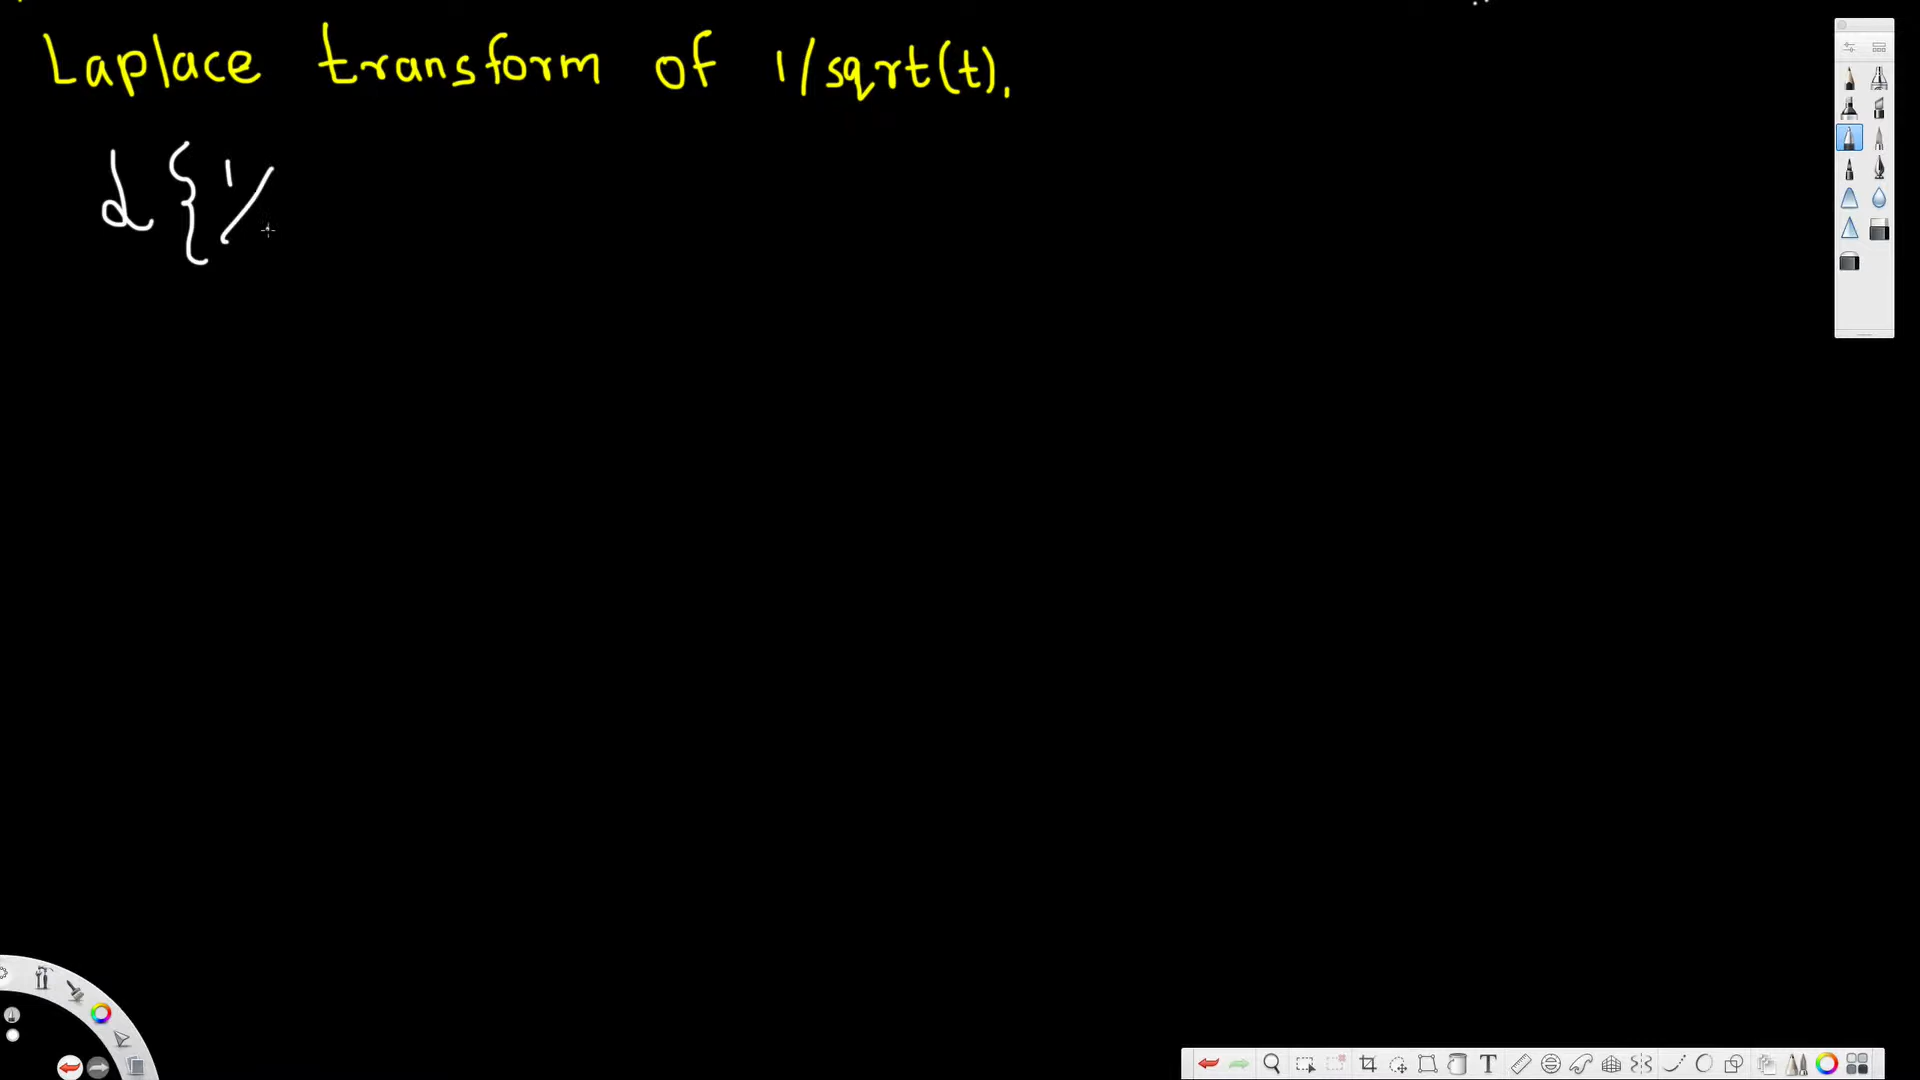 Laplace transform of 1/sqrt(t).
ℒ{1/